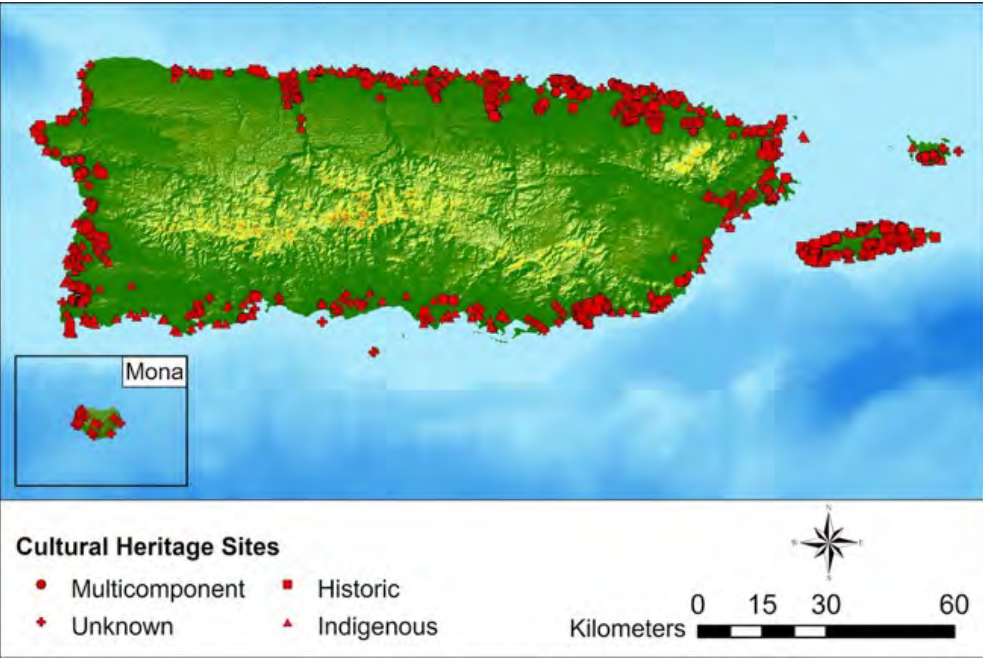 Mona
Cultural Heritage Sites
Multicomponent
Historic
Unknown
Indigenous
N
S
Kilometers
0 15 30 60